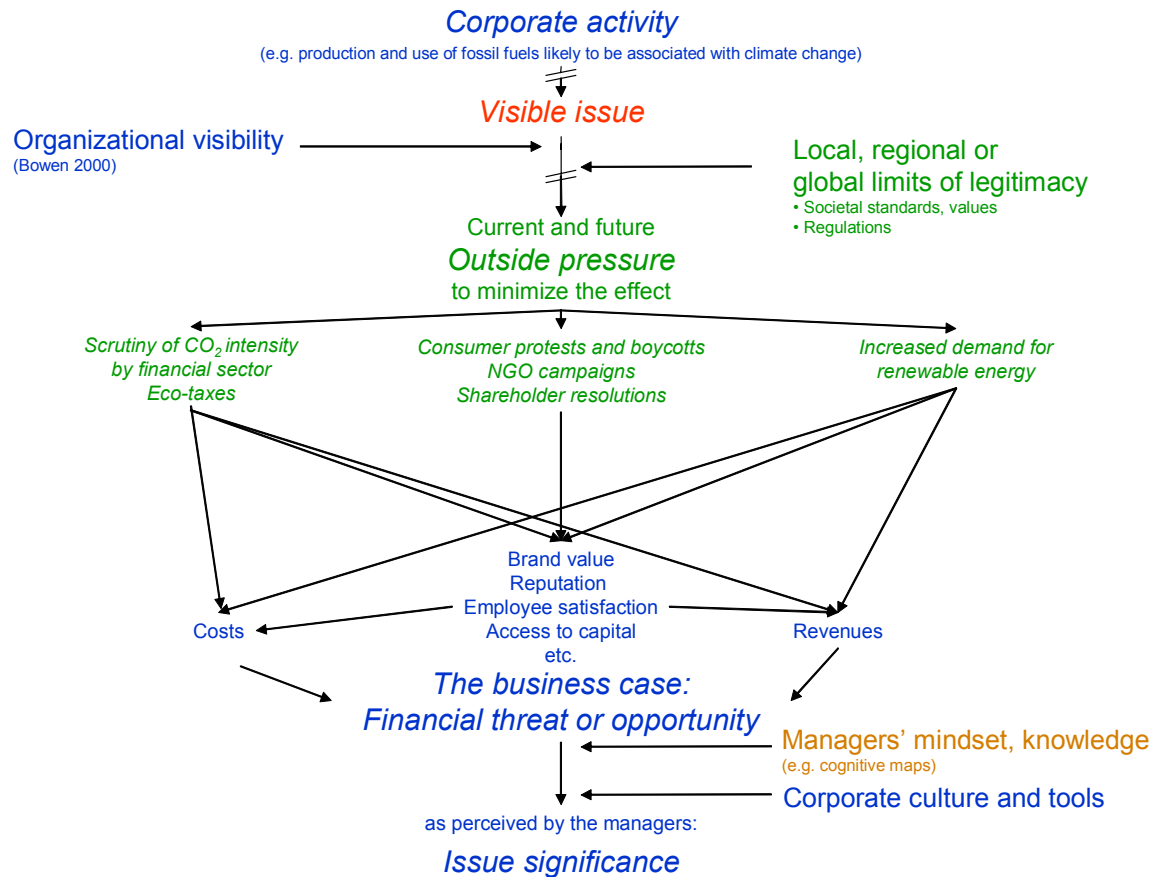 Corporate activity
(e.g. production and use of fossil fuels likely to be associated with climate change)
Visible issue
Organizational visibility
(Bowen 2000)
Local, regional or
global limits of legitimacy
• Societal standards, values
• Regulations
Current and future
Outside pressure
to minimize the effect
Scrutiny of CO2 intensity
by financial sector
Eco-taxes
Consumer protests and boycotts
NGO campaigns
Shareholder resolutions
Increased demand for
renewable energy
Brand value
Reputation
Employee satisfaction
Access to capital
etc.
Costs
Revenues
The business case:
Financial threat or opportunity
Managers' mindset, knowledge
(e.g. cognitive maps)
Corporate culture and tools
as perceived by the managers:
Issue significance